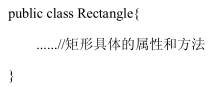 public class Rectangle{
......//矩形具体的属性和方法
}